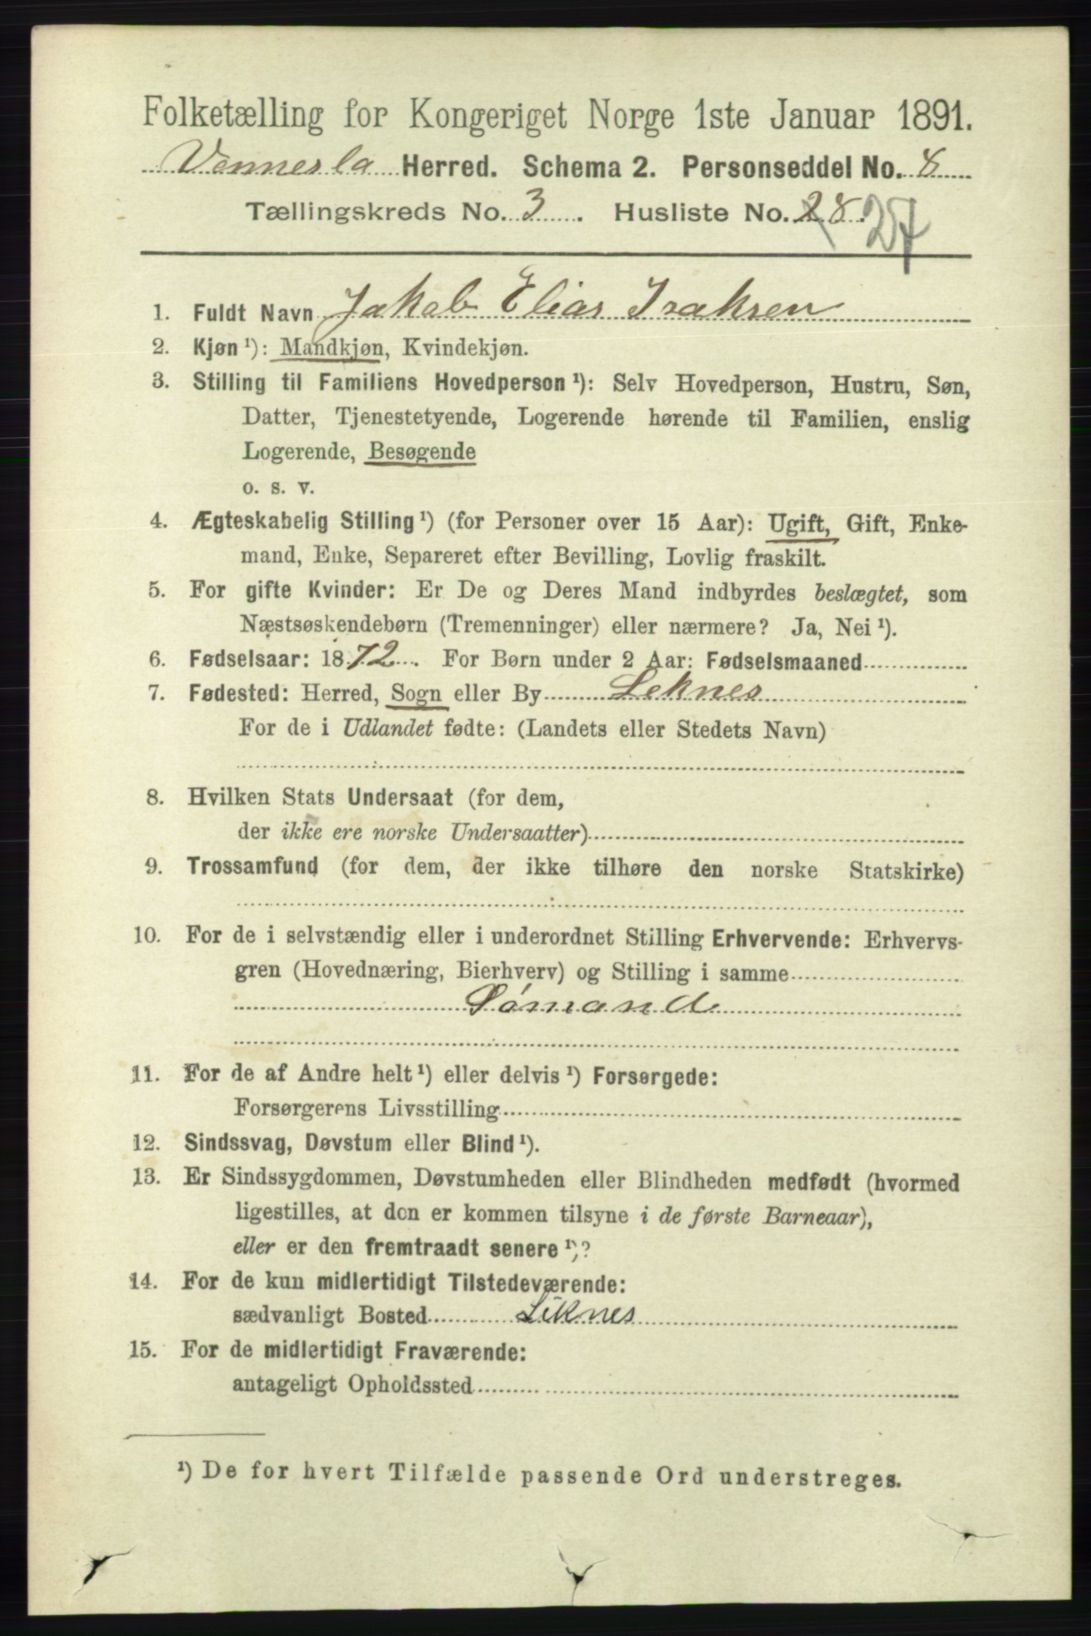 Folketælling for Kongeriget Norge 1ste Januar 1891.
Vennesla Herred. Schema 2. Personseddel No. 8
Tællingskreds No. 3. Husliste No. 28. 27
1. Fuldt Navn Jakob Elias Isaksen
2. Kjøn ¹): Mandkjøn, Kvindekjøn.
3. Stilling til Familiens Hovedperson ¹): Selv Hovedperson, Hustru, Søn,
Datter, Tjenestetyende, Logerende hørende til Familien, enslig
Logerende, Besøgende
o. s. v.
4. Ægteskabelig Stilling ¹) (for Personer over 15 Aar): Ugift, Gift, Enke-
mand, Enke, Separeret efter Bevilling, Lovlig fraskilt.
5. For gifte Kvinder: Er De og Deres Mand indbyrdes beslægtet, som
Næstsøskendebørn (Tremenninger) eller nærmere? Ja, Nei ¹).
6. Fødselsaar: 1872. For Børn under 2 Aar: Fødselsmaaned
7. Fødested: Herred, Sogn eller By Leknes
For de i Udlandet fødte: (Landets eller Stedets Navn)
8. Hvilken Stats Undersaat (for dem,
der ikke ere norske Undersaatter)
9. Trossamfund (for dem, der ikke tilhøre den norske Statskirke)
10. For de i selvstændig eller i underordnet Stilling Erhvervende: Erhvervs-
gren (Hovednæring, Bierhverv) og Stilling i samme
Sømand
11. For de af Andre helt ¹) eller delvis ¹) Forsørgede:
Forsørgerens Livsstilling
12. Sindssvag, Døvstum eller Blind ¹).
13. Er Sindssygdommen, Døvstumheden eller Blindheden medfødt (hvormed
ligestilles, at den er kommen tilsyne i de første Barneaar),
eller er den fremtraadt senere ¹)?
14. For de kun midlertidigt Tilstedeværende:
sædvanligt Bosted Liknes
15. For de midlertidigt Fraværende:
antageligt Opholdssted
¹) De for hvert Tilfælde passende Ord understreges.